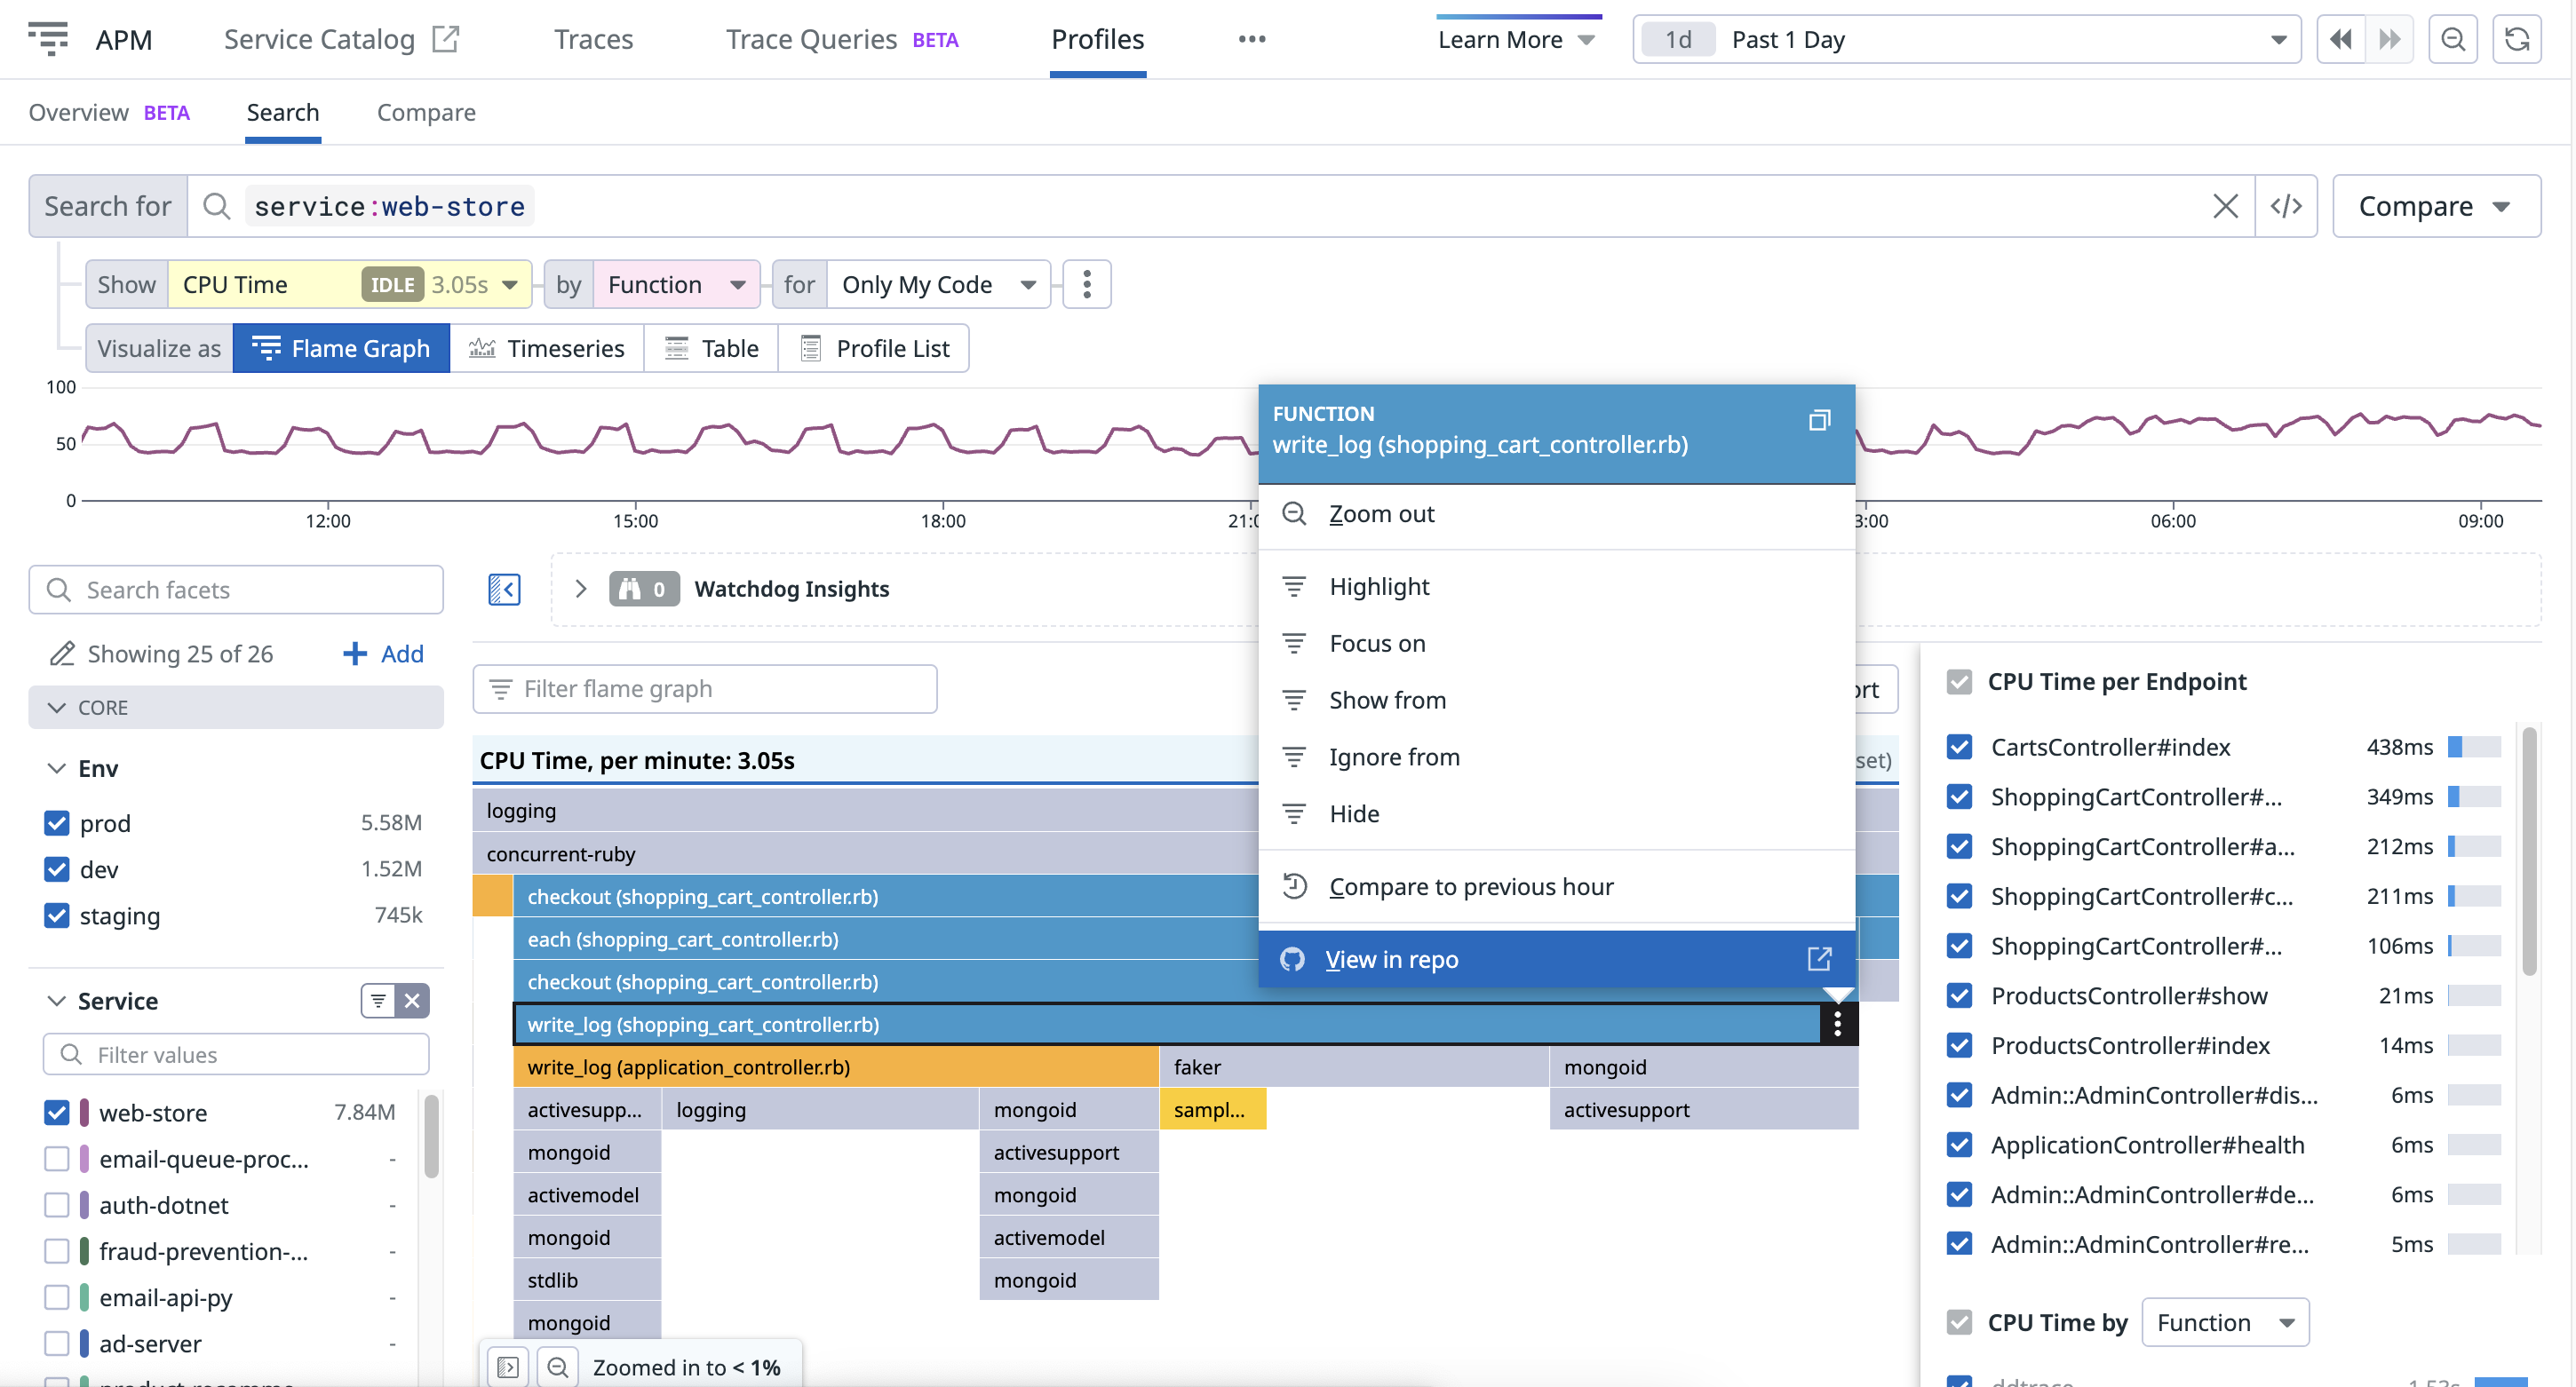 APM
Service Catalog
Traces
Trace Queries BETA
Profiles
Learn More
1d Past 1 Day
Overview BETA
Search
Compare
Search for
service:web-store
Compare
Show CPU Time IDLE 3.05s
by Function
for Only My Code
Visualize as
Flame Graph
Timeseries
Table
Profile List
100
50
0
12:00
15:00
18:00
06:00
09:00
FUNCTION
write_log (shopping_cart_controller.rb)
Zoom out
Highlight
Focus on
Show from
Ignore from
Hide
Compare to previous hour
View in repo
Search facets
Showing 25 of 26
Add
CORE
Env
prod 5.58M
dev 1.52M
staging 745k
Service
Filter values
web-store 7.84M
email-queue-proc... -
auth-dotnet -
fraud-prevention-... -
email-api-py -
ad-server -
0 Watchdog Insights
Filter flame graph
CPU Time, per minute: 3.05s
logging
concurrent-ruby
checkout (shopping_cart_controller.rb)
each (shopping_cart_controller.rb)
checkout (shopping_cart_controller.rb)
write_log (shopping_cart_controller.rb)
write_log (application_controller.rb)
faker
mongoid
activesupp...
logging
mongoid
sampl...
activesupport
mongoid
activesupport
activemodel
mongoid
mongoid
activemodel
stdlib
mongoid
mongoid
Zoomed in to < 1%
CPU Time per Endpoint
CartsController#index 438ms
ShoppingCartController#... 349ms
ShoppingCartController#a... 212ms
ShoppingCartController#c... 211ms
ShoppingCartController#... 106ms
ProductsController#show 21ms
ProductsController#index 14ms
Admin::AdminController#dis... 6ms
ApplicationController#health 6ms
Admin::AdminController#de... 6ms
Admin::AdminController#re... 5ms
CPU Time by Function